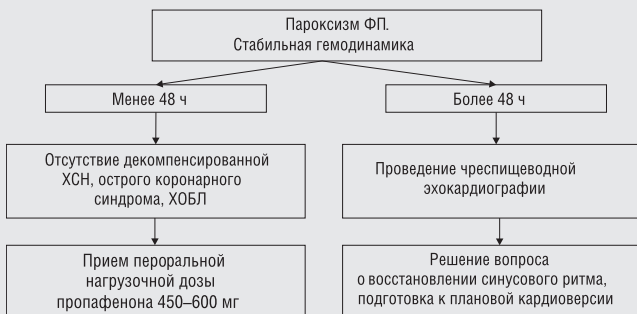 Пароксизм ФП.
Стабильная гемодинамика
Менее 48 ч
Более 48 ч
Отсутствие декомпенсированной
ХСН, острого коронарного
синдрома, ХОБЛ
Проведение чреспищеводной
эхокардиографии
Прием пероральной
нагрузочной дозы
пропафенона 450–600 мг
Решение вопроса
о восстановлении синусового ритма,
подготовка к плановой кардиоверсии